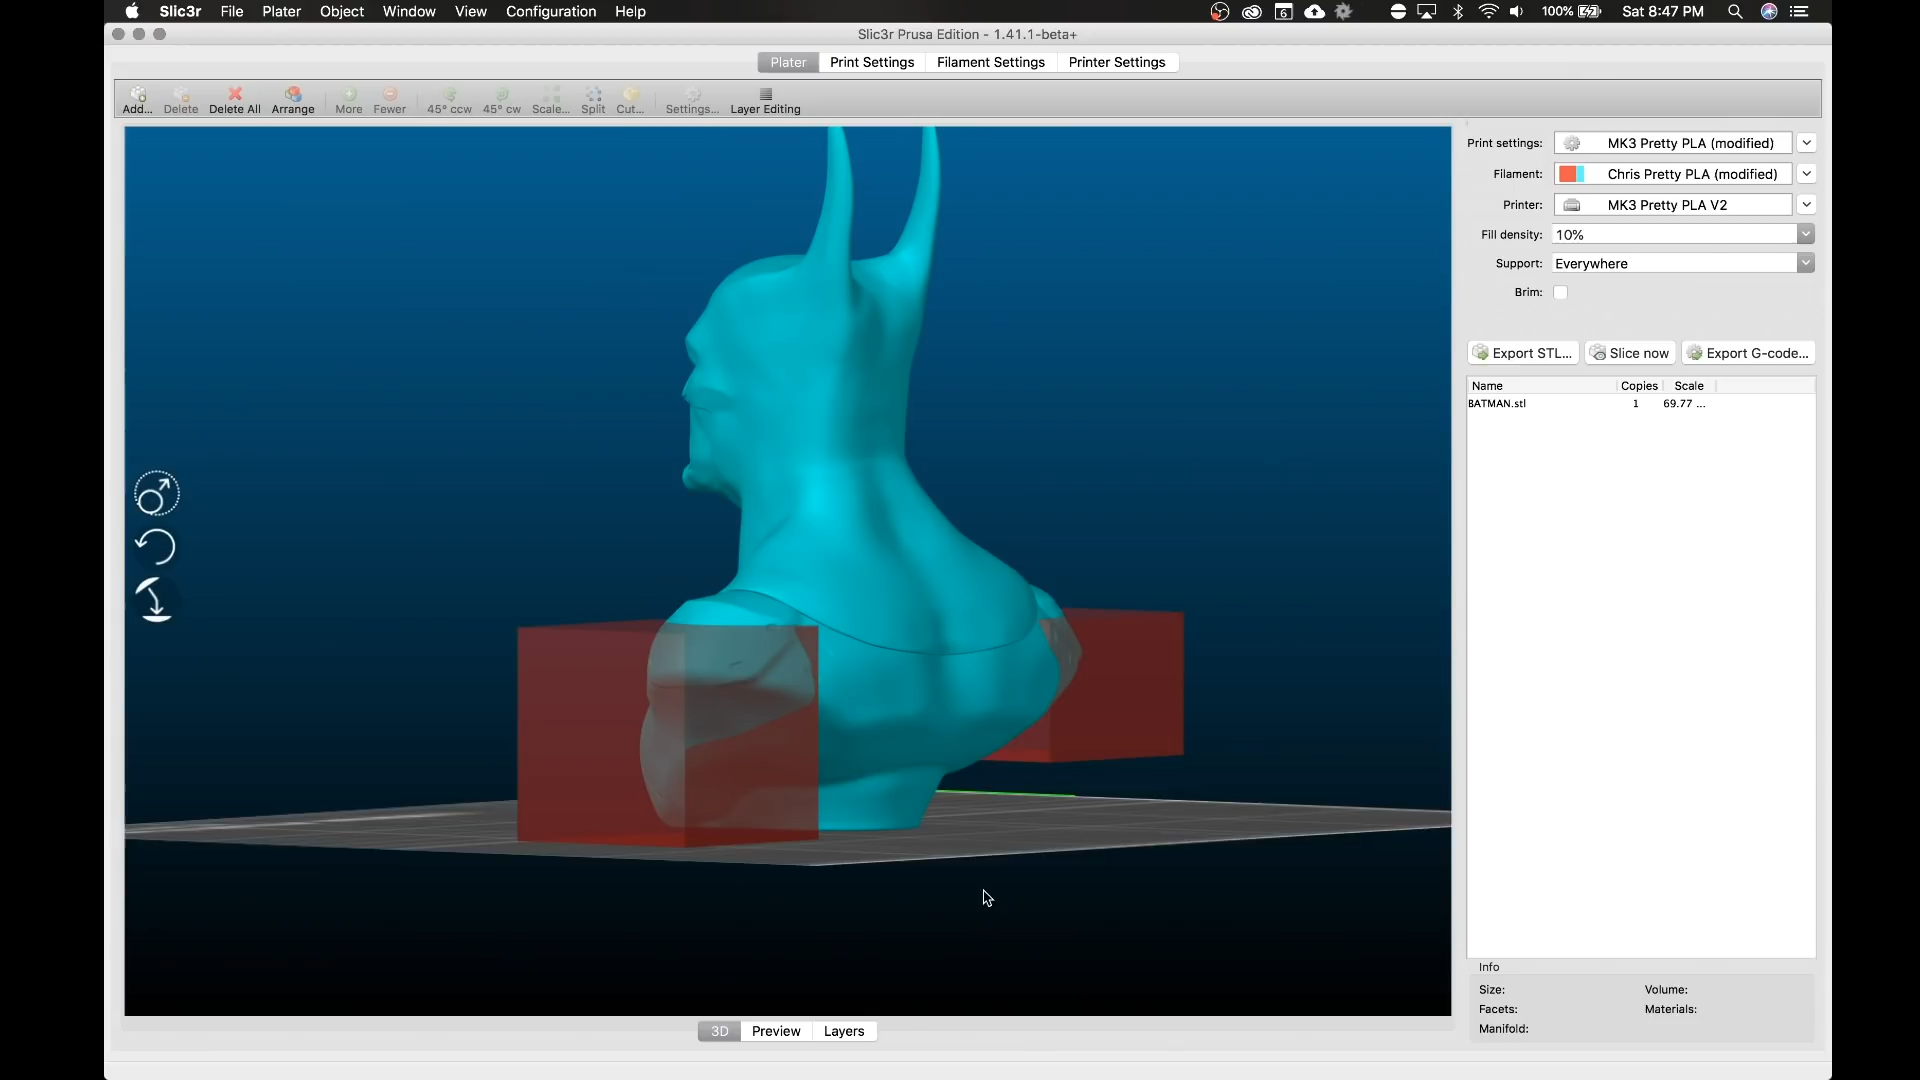 Slic3r File Plater Object Window View Configuration Help 6 100% Sat 8:47 PM
Slic3r Prusa Edition - 1.41.1-beta+
Plater Print Settings Filament Settings Printer Settings
Add... Delete Delete All Arrange More Fewer 45° ccw 45° cw Scale... Split Cut... Settings... Layer Editing
Print settings: MK3 Pretty PLA (modified)
Filament: Chris Pretty PLA (modified)
Printer: MK3 Pretty PLA V2
Fill density: 10%
Support: Everywhere
Brim:
Export STL... Slice now Export G-code...
Name Copies Scale
BATMAN.stl 1 69.77 ...
Info
Size: Volume:
Facets: Materials:
Manifold:
3D Preview Layers